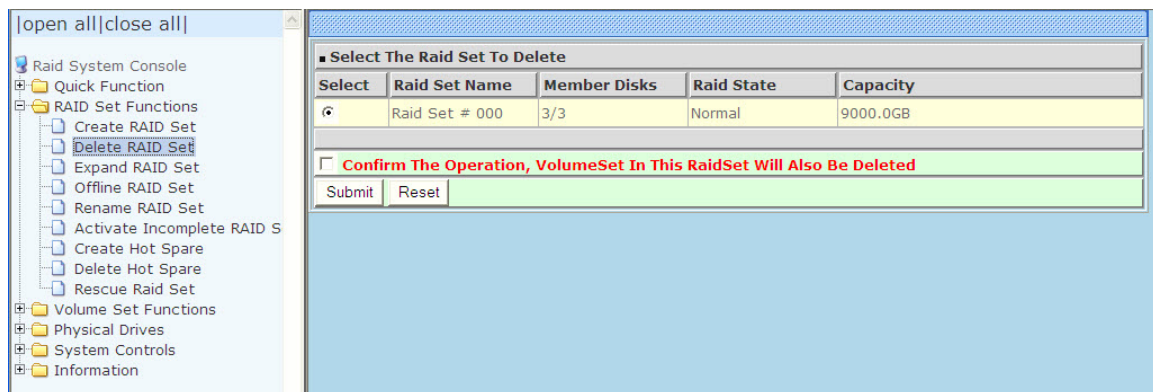 |open all|close all|
Raid System Console
Quick Function
RAID Set Functions
Create RAID Set
Delete RAID Set
Expand RAID Set
Offline RAID Set
Rename RAID Set
Activate Incomplete RAID S
Create Hot Spare
Delete Hot Spare
Rescue Raid Set
Volume Set Functions
Physical Drives
System Controls
Information
Select The Raid Set To Delete
Select Raid Set Name Member Disks Raid State Capacity
Raid Set # 000 3/3 Normal 9000.0GB
Confirm The Operation, VolumeSet In This RaidSet Will Also Be Deleted
Submit Reset